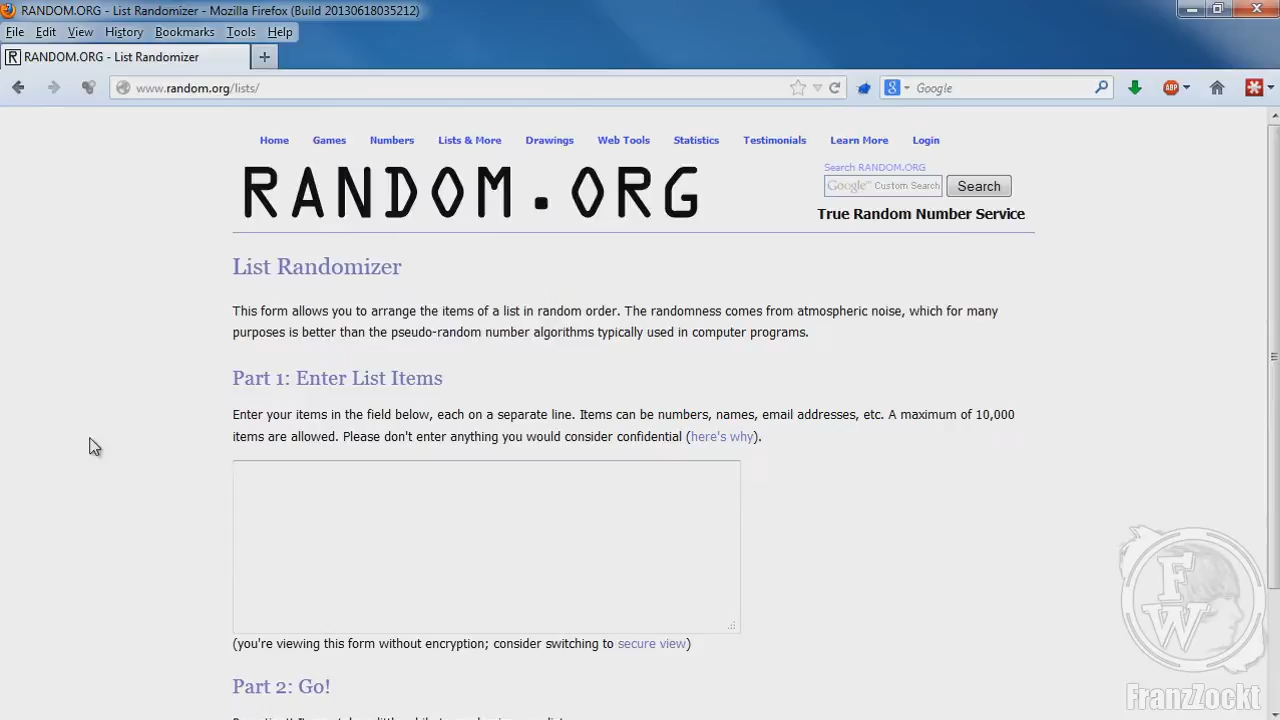 RANDOM.ORG - List Randomizer - Mozilla Firefox (Build 20130618035212)
File Edit View History Bookmarks Tools Help
RANDOM.ORG - List Randomizer
www.random.org/lists/
Google
ABP
Home Games Numbers Lists & More Drawings Web Tools Statistics Testimonials Learn More Login
RANDOM.ORG
Search RANDOM.ORG
Google™ Custom Search Search
True Random Number Service
List Randomizer
This form allows you to arrange the items of a list in random order. The randomness comes from atmospheric noise, which for many
purposes is better than the pseudo-random number algorithms typically used in computer programs.
Part 1: Enter List Items
Enter your items in the field below, each on a separate line. Items can be numbers, names, email addresses, etc. A maximum of 10,000
items are allowed. Please don't enter anything you would consider confidential (here's why).
(you're viewing this form without encryption; consider switching to secure view)
Part 2: Go!
FW
FranzZockt